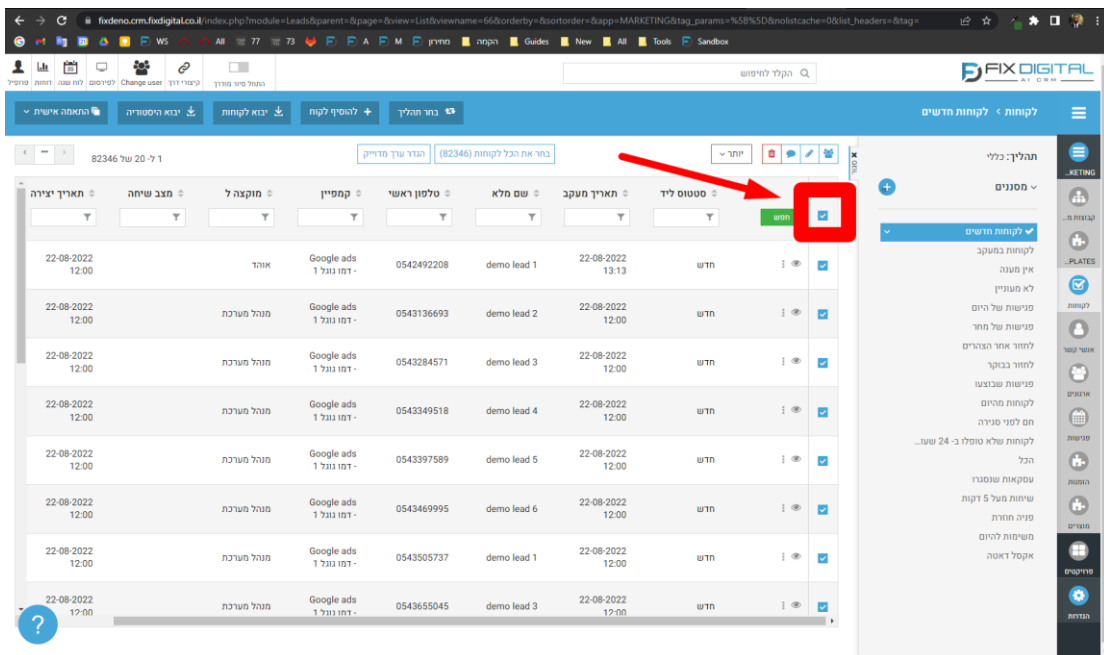 fixdeno.crm.fixdigital.co.il/index.php?module=Leads&parent=&page=&view=List&viewname=66&orderby=&sortorder=&app=MARKETING&tag_params=%5B%5D&nolistcache=0&list_headers=&tag=
WS
All
77
73
A
M
מחירון
הקמה
Guides
New
All
Tools
Sandbox
פרופיל
דוחות
לוח שנה
לפירסום
Change user
קיצורי דרך
התחל סיור מודרך
הקלד לחיפוש
FIX DIGITAL
AI CRM
לקוחות > לקוחות חדשים
בחר תהליך
+ להוסיף לקוח
יבוא לקוחות
יבוא היסטוריה
התאמה אישית
תהליך: כללי
מסננים
לקוחות חדשים
לקוחות במעקב
אין מענה
לא מעוניין
פגישות של היום
פגישות של מחר
לחזור אחר הצהרים
לחזור בבוקר
פגישות שבוצעו
לקוחות מהיום
חם לפני סגירה
לקוחות שלא טופלו ב- 24 שעו...
הכל
עסקאות שנסגרו
שיחות מעל 5 דקות
פניה חוזרת
משימות להיום
אקסל דאטה
KETING...
קבוצות מ...
PLATES...
לקוחות
אנשי קשר
ארגונים
פגישות
הזמנות
מוצרים
פרויקטים
הגדרות
יותר
בחר את הכל לקוחות (82346)
הגדר ערך מדוייק
1 ל- 20 של 82346
סטטוס ליד
תאריך מעקב
שם מלא
טלפון ראשי
קמפיין
מוקצה ל
מצב שיחה
תאריך יצירה
חפש
חדש 22-08-2022 13:13 demo lead 1 0542492208 Google ads - דמו גוגל 1 אוהד 22-08-2022 12:00
חדש 22-08-2022 12:00 demo lead 2 0543136693 Google ads - דמו גוגל 1 מנהל מערכת 22-08-2022 12:00
חדש 22-08-2022 12:00 demo lead 3 0543284571 Google ads - דמו גוגל 1 מנהל מערכת 22-08-2022 12:00
חדש 22-08-2022 12:00 demo lead 4 0543349518 Google ads - דמו גוגל 1 מנהל מערכת 22-08-2022 12:00
חדש 22-08-2022 12:00 demo lead 5 0543397589 Google ads - דמו גוגל 1 מנהל מערכת 22-08-2022 12:00
חדש 22-08-2022 12:00 demo lead 6 0543469995 Google ads - דמו גוגל 1 מנהל מערכת 22-08-2022 12:00
חדש 22-08-2022 12:00 demo lead 1 0543505737 Google ads - דמו גוגל 1 מנהל מערכת 22-08-2022 12:00
חדש 22-08-2022 12:00 demo lead 3 0543655045 Google ads - דמו גוגל 1 מנהל מערכת 22-08-2022 12:00
?